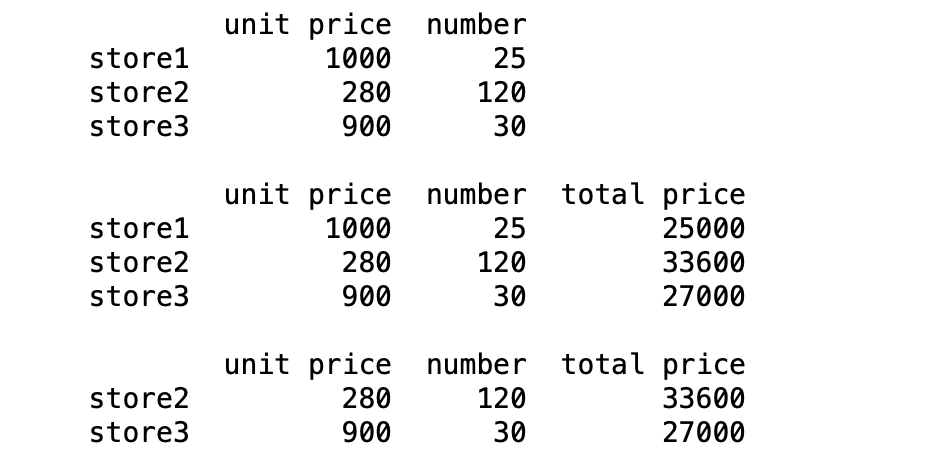 unit price number
store1 1000 25
store2 280 120
store3 900 30
unit price number total price
store1 1000 25 25000
store2 280 120 33600
store3 900 30 27000
unit price number total price
store2 280 120 33600
store3 900 30 27000